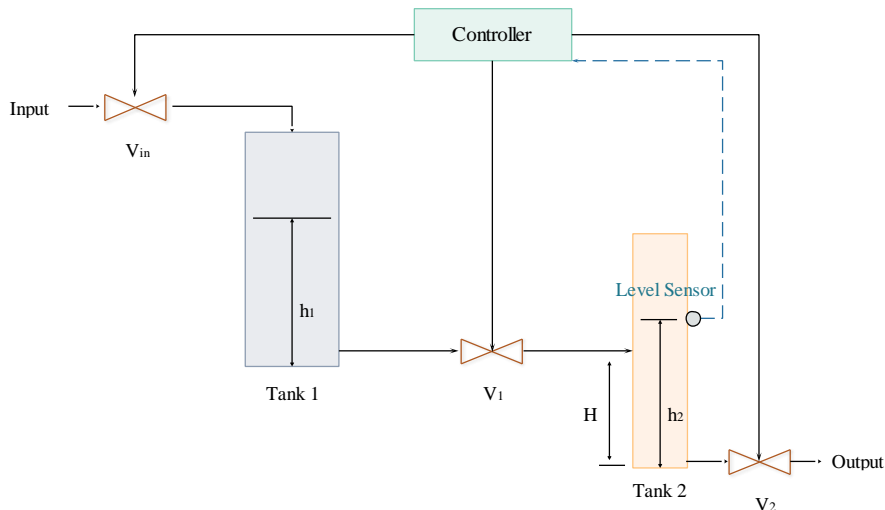 Controller
Input
Vin
Level Sensor
h1
Tank 1
V1
H
h2
Output
Tank 2
V2